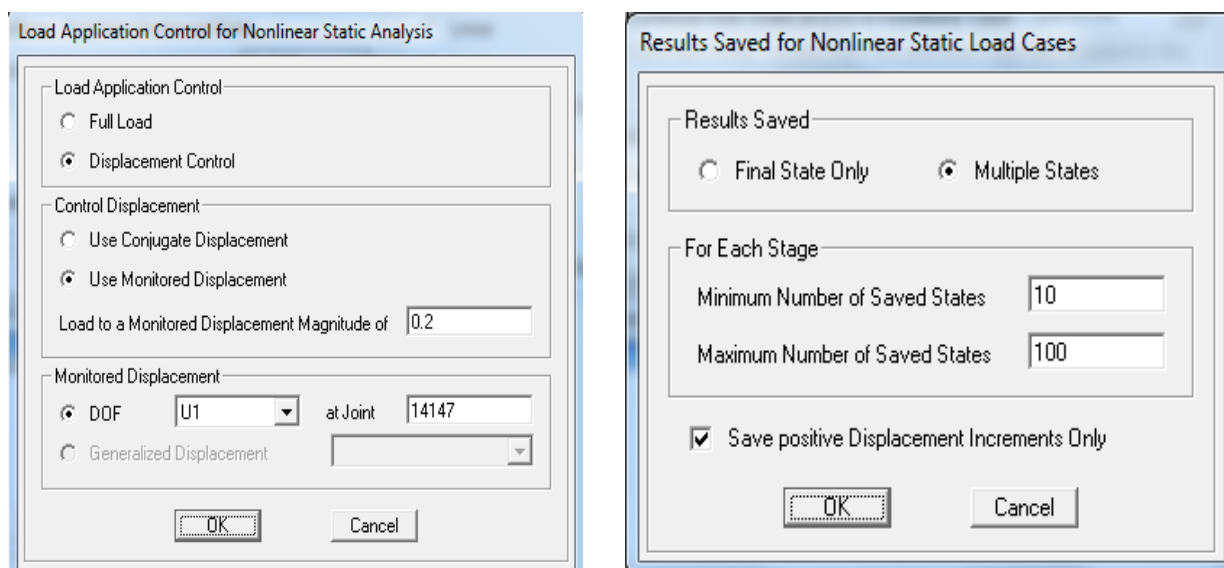 Load Application Control for Nonlinear Static Analysis
Load Application Control
Full Load
Displacement Control
Control Displacement
Use Conjugate Displacement
Use Monitored Displacement
Load to a Monitored Displacement Magnitude of 0.2
Monitored Displacement
DOF U1 at Joint 14147
Generalized Displacement
OK Cancel
Results Saved for Nonlinear Static Load Cases
Results Saved
Final State Only Multiple States
For Each Stage
Minimum Number of Saved States 10
Maximum Number of Saved States 100
Save positive Displacement Increments Only
OK Cancel